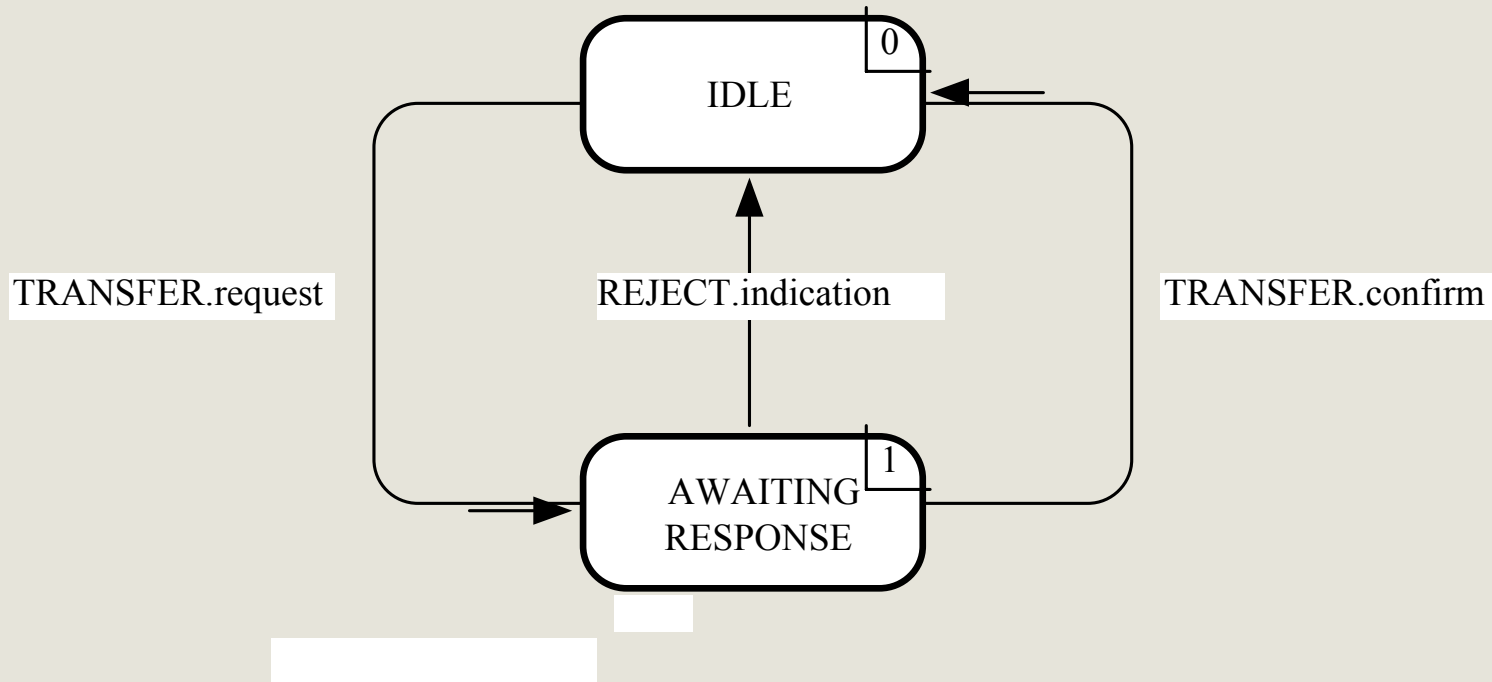 0
IDLE
TRANSFER.request
REJECT.indication
TRANSFER.confirm
1
AWAITING
RESPONSE